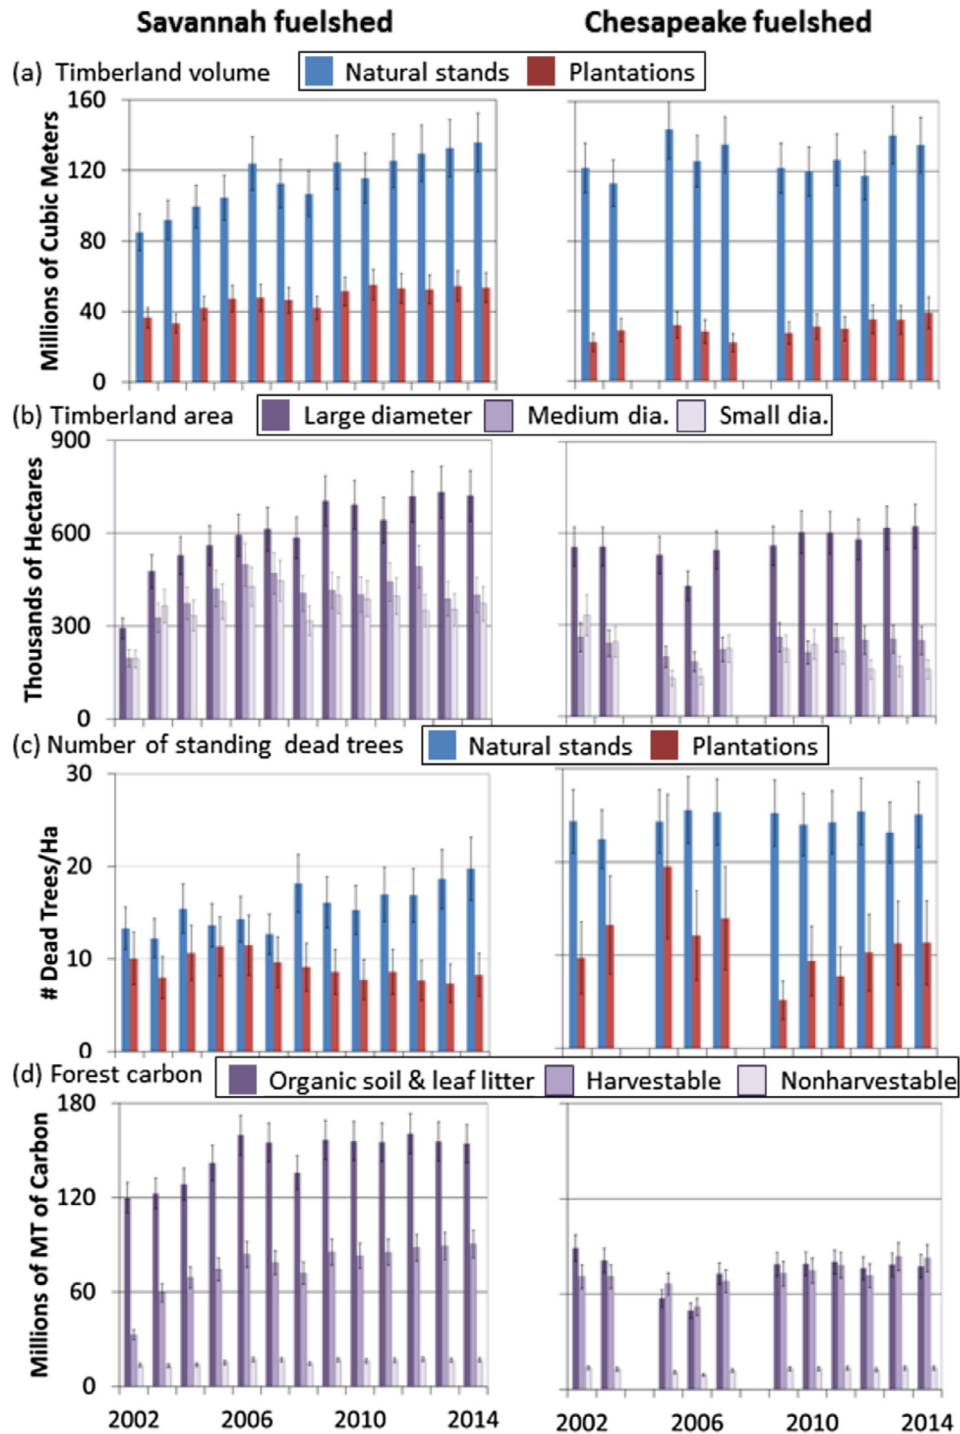 Savannah fuelshed Chesapeake fuelshed
(a) Timberland volume Natural stands Plantations
Millions of Cubic Meters
160
120
80
40
0
(b) Timberland area Large diameter Medium dia. Small dia.
Thousands of Hectares
900
600
300
0
(c) Number of standing dead trees Natural stands Plantations
# Dead Trees/Ha
30
20
10
0
(d) Forest carbon Organic soil & leaf litter Harvestable Nonharvestable
Millions of MT of Carbon
180
120
60
0
2002 2006 2010 2014 2002 2006 2010 2014